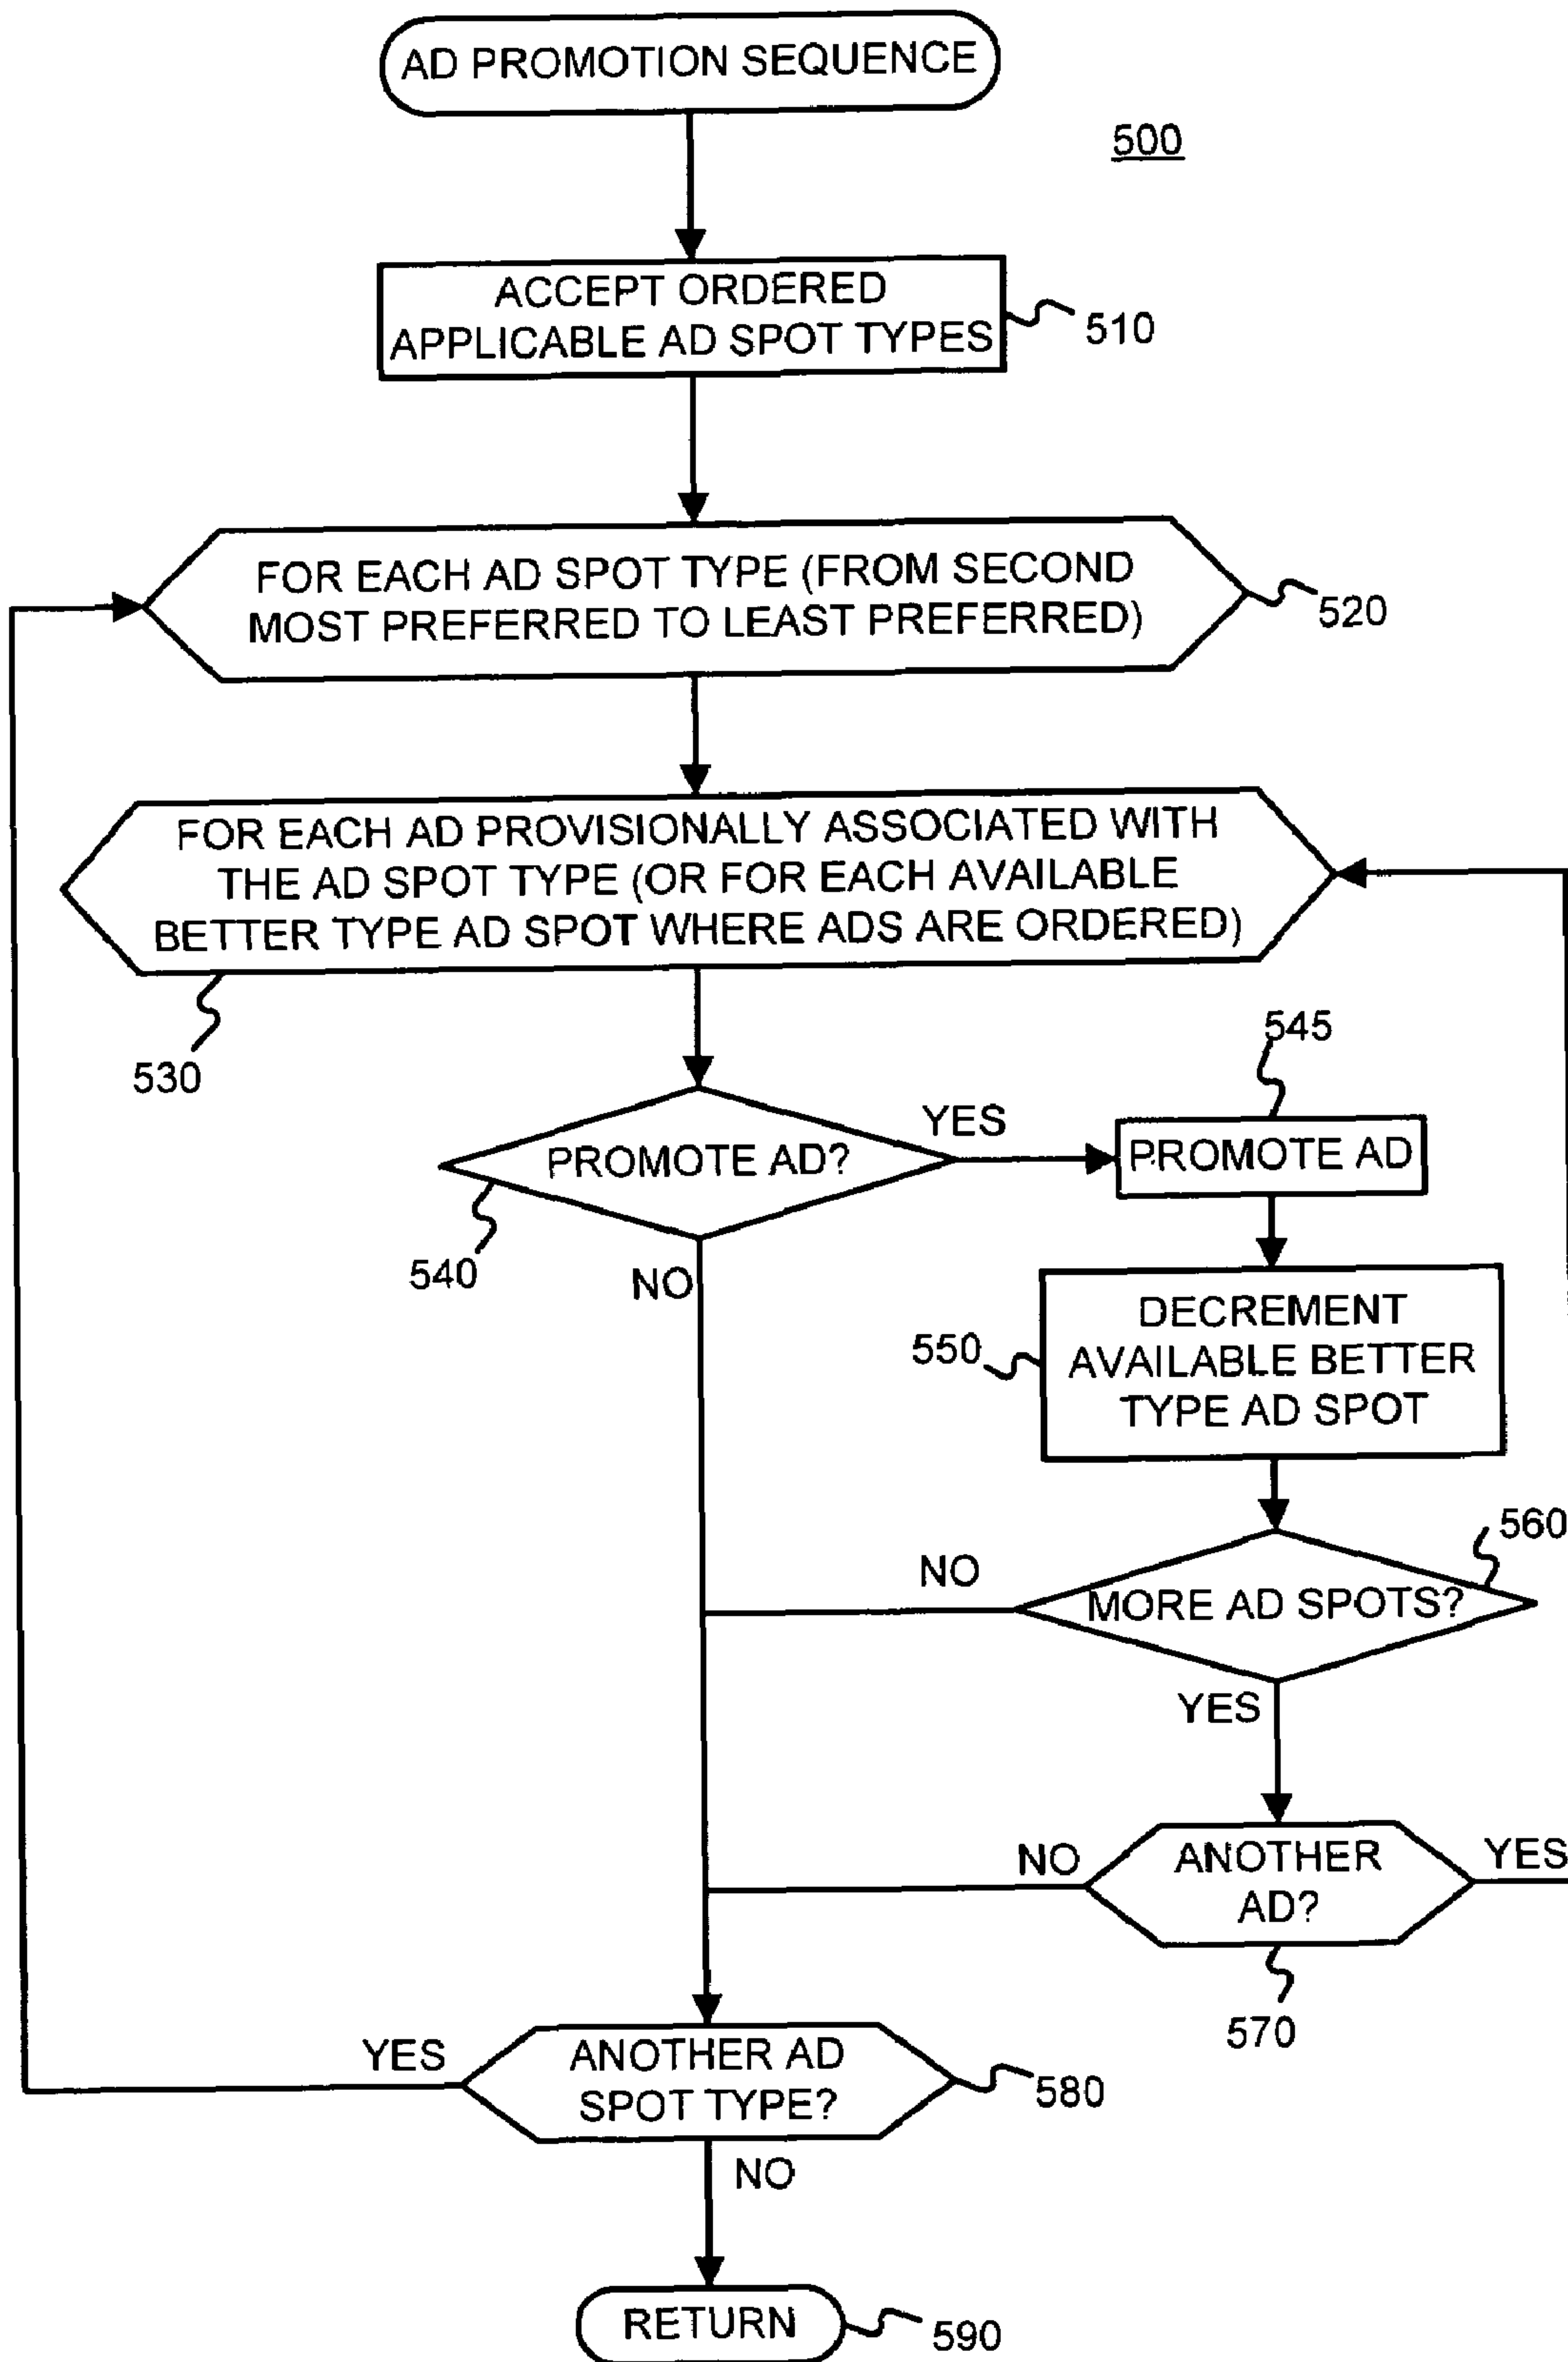 AD PROMOTION SEQUENCE
500
ACCEPT ORDERED
APPLICABLE AD SPOT TYPES
510
FOR EACH AD SPOT TYPE (FROM SECOND
MOST PREFERRED TO LEAST PREFERRED)
520
FOR EACH AD PROVISIONALLY ASSOCIATED WITH
THE AD SPOT TYPE (OR FOR EACH AVAILABLE
BETTER TYPE AD SPOT WHERE ADS ARE ORDERED)
530
545
PROMOTE AD?
YES
PROMOTE AD
540
NO
DECREMENT
AVAILABLE BETTER
TYPE AD SPOT
550
560
NO
MORE AD SPOTS?
YES
NO
ANOTHER
AD?
YES
570
YES
ANOTHER AD
SPOT TYPE?
580
NO
RETURN
590